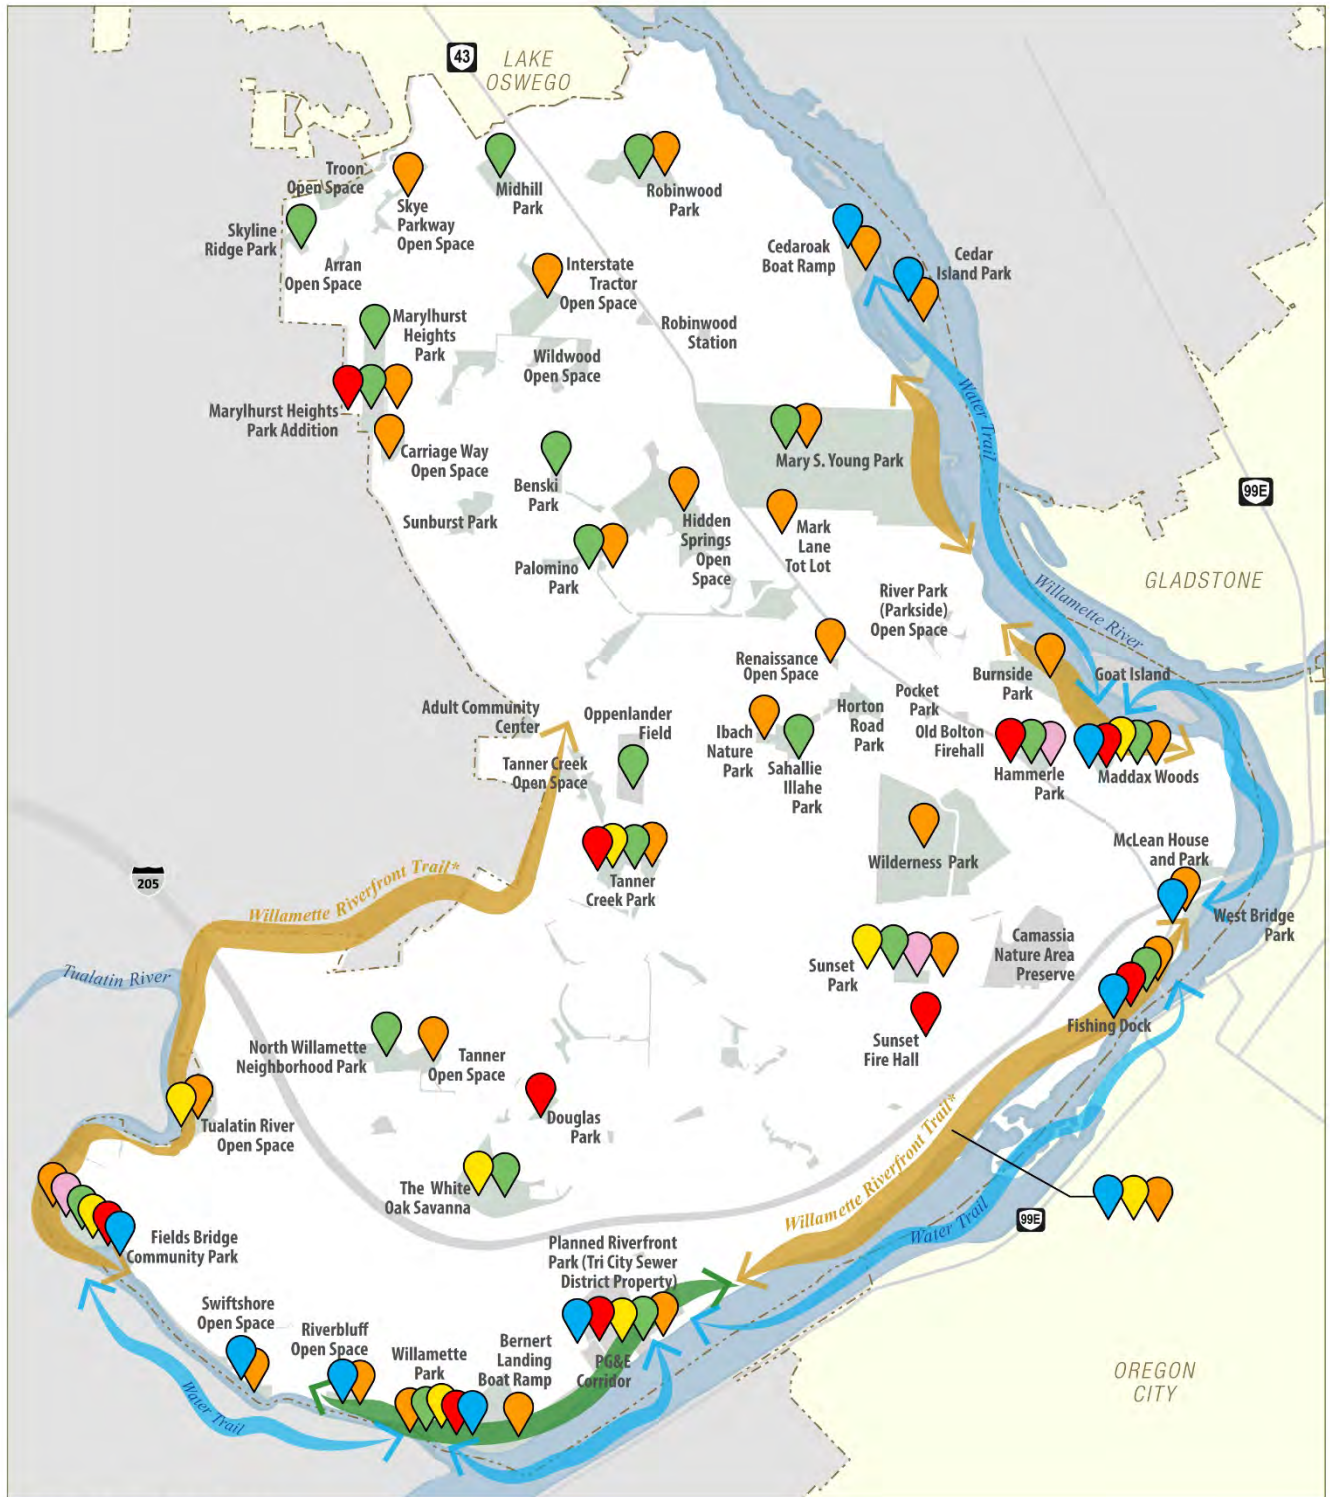 43
LAKE
OSWEGO
Troon
Open Space
Skye
Parkway
Open Space
Midhill
Park
Robinwood
Park
Skyline
Ridge Park
Arran
Open Space
Cedaroak
Boat Ramp
Cedar
Island Park
Interstate
Tractor
Open Space
Marylhurst
Heights
Park
Robinwood
Station
Wildwood
Open Space
Water Trail
Marylhurst Heights
Park Addition
Carriage Way
Open Space
Mary S. Young Park
Benski
Park
Sunburst Park
Hidden
Springs
Open
Space
Mark
Lane
Tot Lot
99E
Palomino
Park
GLADSTONE
River Park
(Parkside)
Open Space
Willamette River
Renaissance
Open Space
Burnside
Park
Goat Island
Adult Community
Center
Oppenlander
Field
Ibach
Nature
Park
Horton
Road
Park
Pocket
Park
Old Bolton
Firehall
Tanner Creek
Open Space
Sahallie
Illahe
Park
Hammerle
Park
Maddax Woods
McLean House
and Park
Wilderness Park
205
Willamette Riverfront Trail*
Tanner
Creek Park
West Bridge
Park
Tualatin River
Sunset
Park
Camassia
Nature Area
Preserve
Fishing Dock
Sunset
Fire Hall
North Willamette
Neighborhood Park
Tanner
Open Space
Tualatin River
Open Space
Douglas
Park
Willamette Riverfront Trail*
The White
Oak Savanna
Water Trail
99E
Fields Bridge
Community Park
Planned Riverfront
Park (Tri City Sewer
District Property)
Swiftshore
Open Space
Riverbluff
Open Space
Willamette
Park
Bernert
Landing
Boat Ramp
PG&E
Corridor
Water Trail
OREGON
CITY